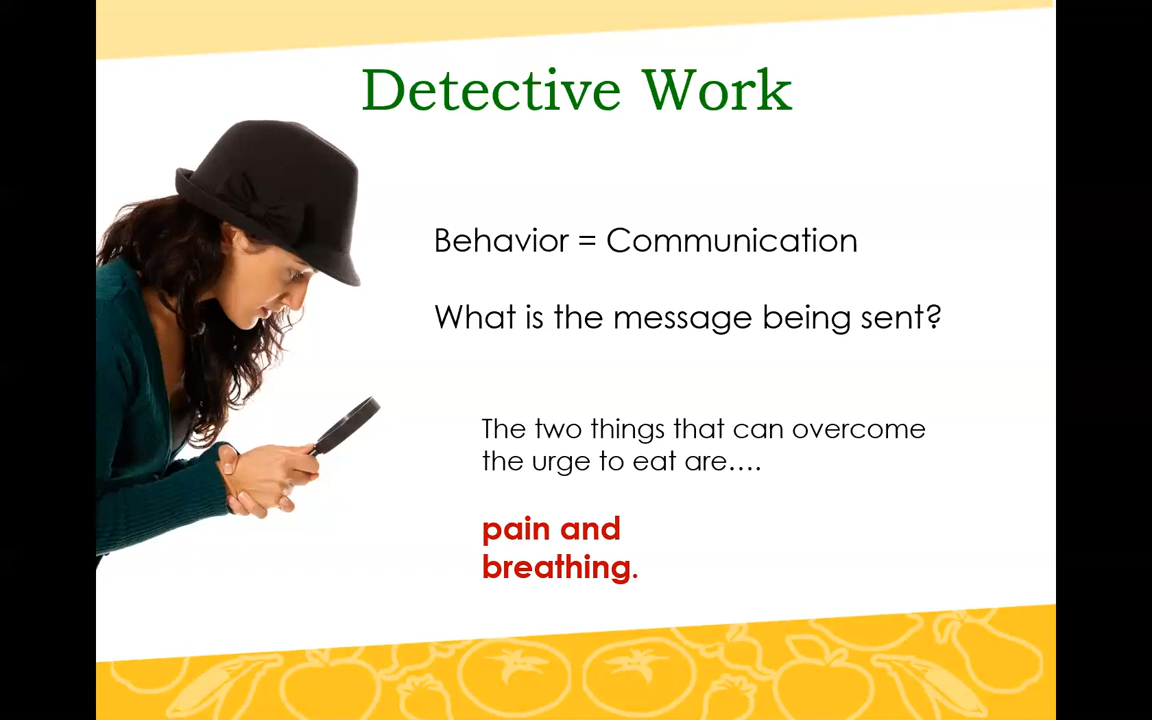 Detective Work
Behavior = Communication
What is the message being sent?
The two things that can overcome
the urge to eat are….
pain and
breathing.